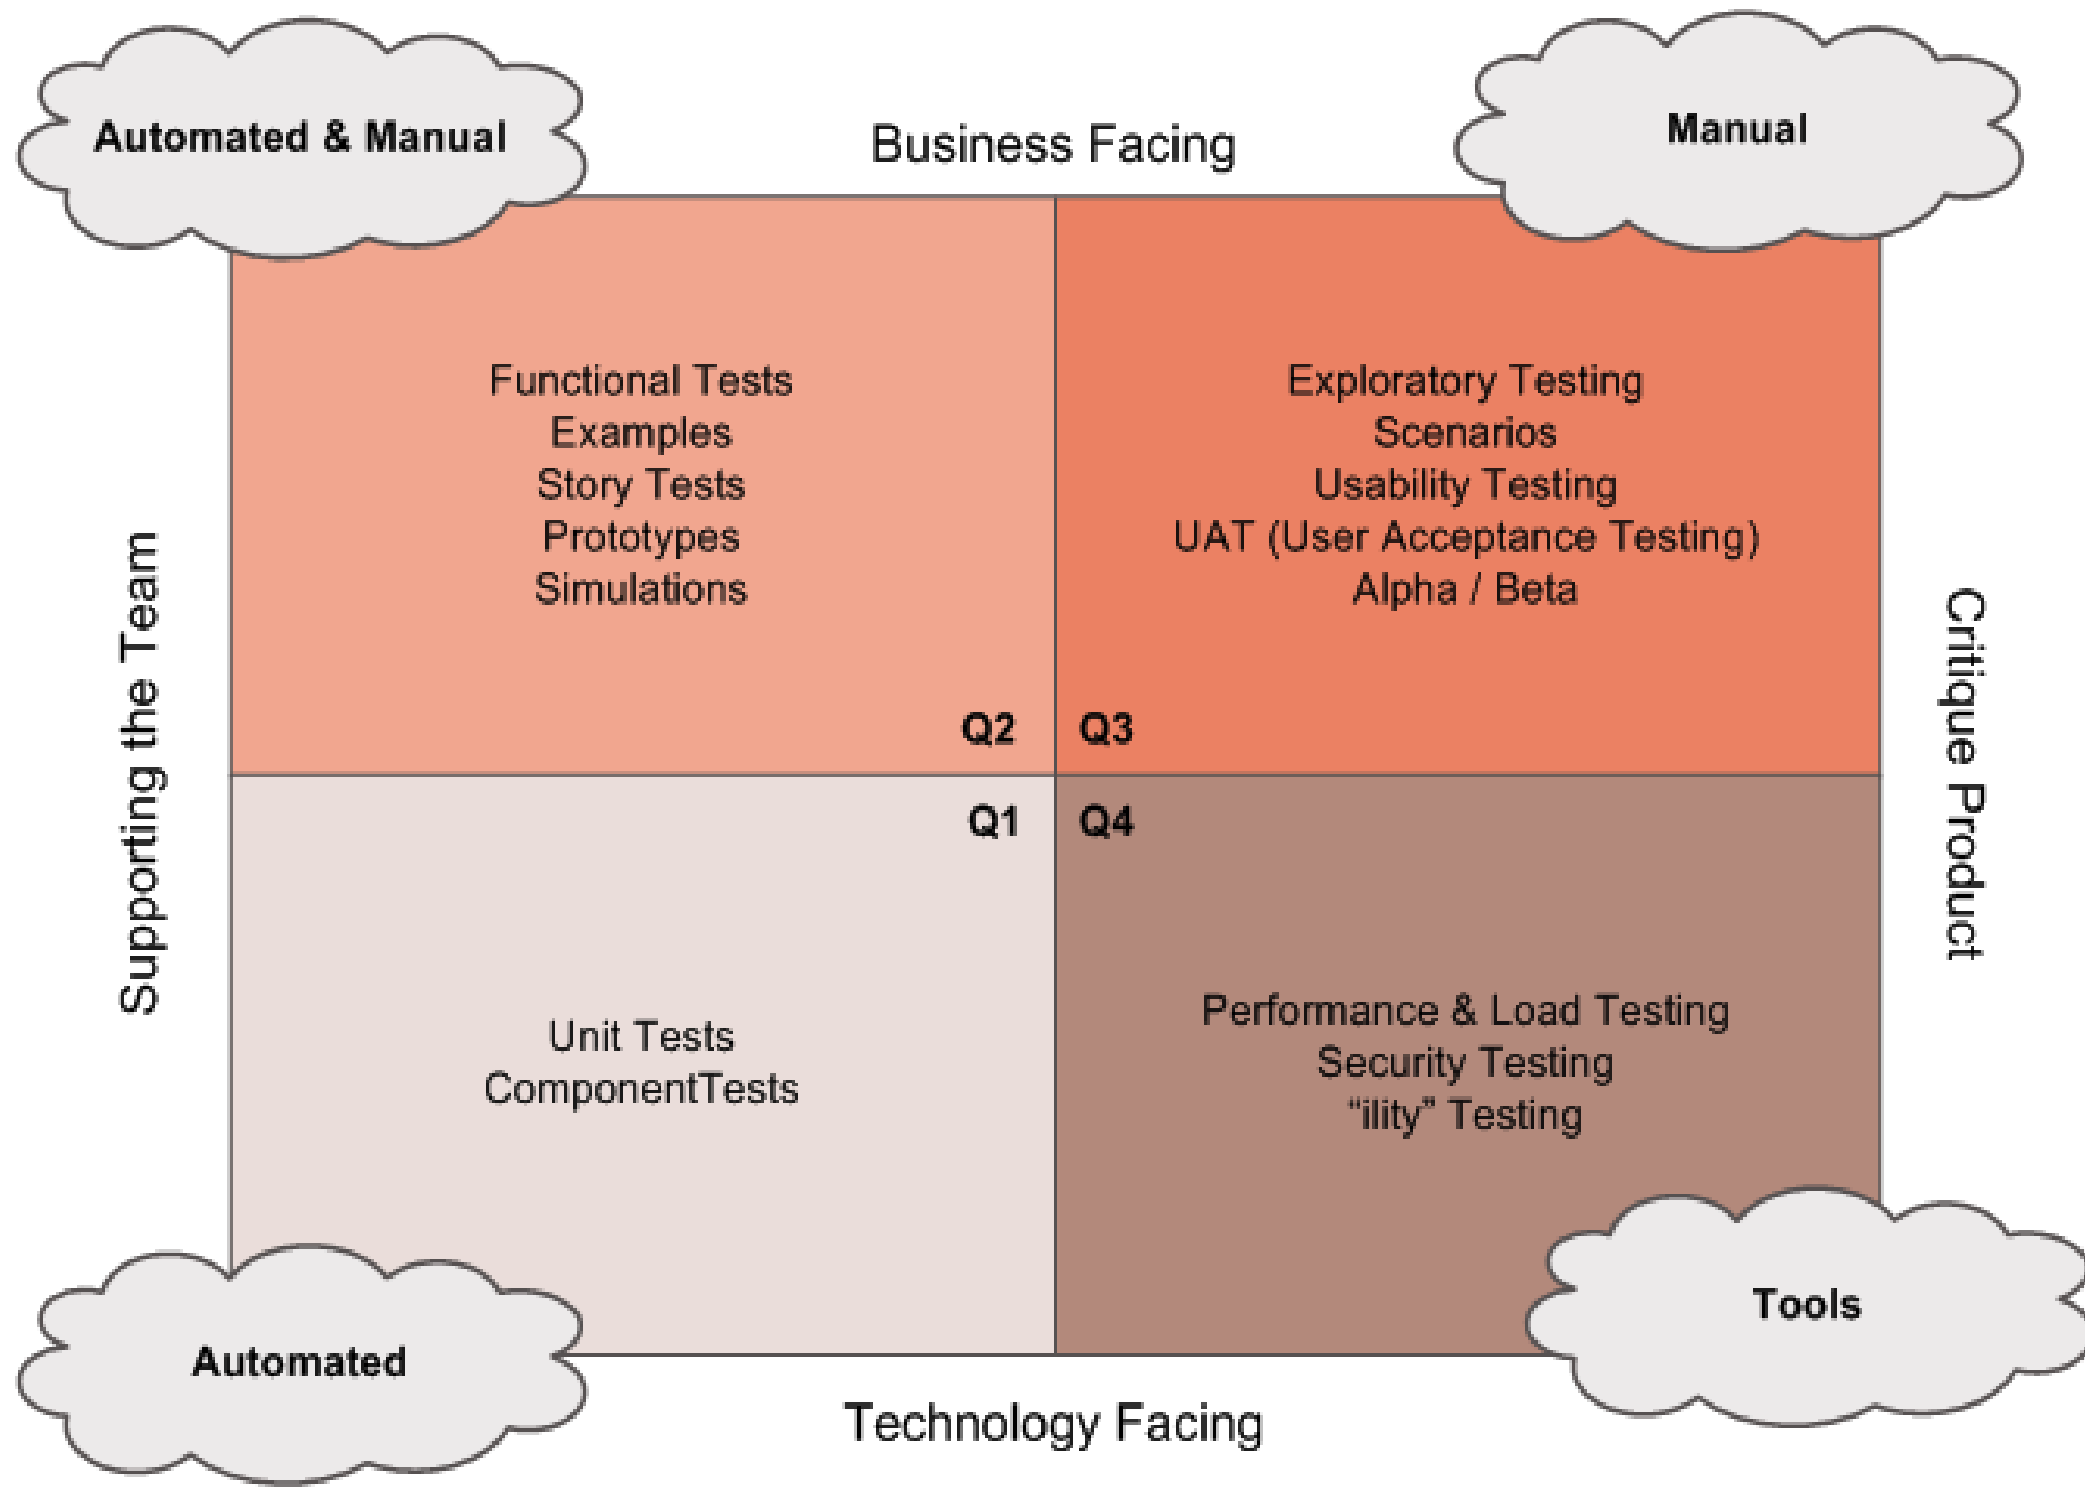 Automated & Manual
Business Facing
Manual
Functional Tests
Examples
Story Tests
Prototypes
Simulations
Q2
Exploratory Testing
Scenarios
Usability Testing
UAT (User Acceptance Testing)
Alpha / Beta
Q3
Supporting the Team
Critique Product
Q1
Unit Tests
ComponentTests
Q4
Performance & Load Testing
Security Testing
“ility” Testing
Automated
Tools
Technology Facing